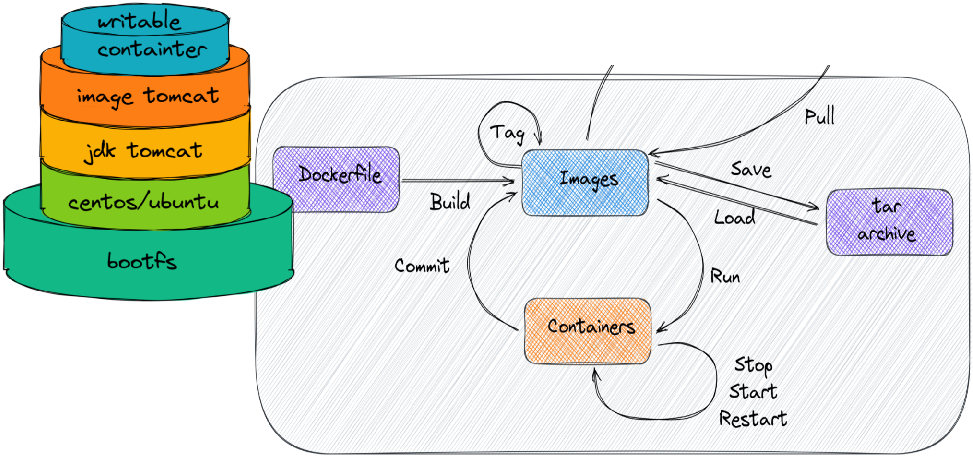 writable
containter
image tomcat
jdk tomcat
centos/ubuntu
bootfs
Dockerfile
Build
Tag
Images
Pull
Save
Load
tar
archive
Commit
Run
Containers
Stop
Start
Restart